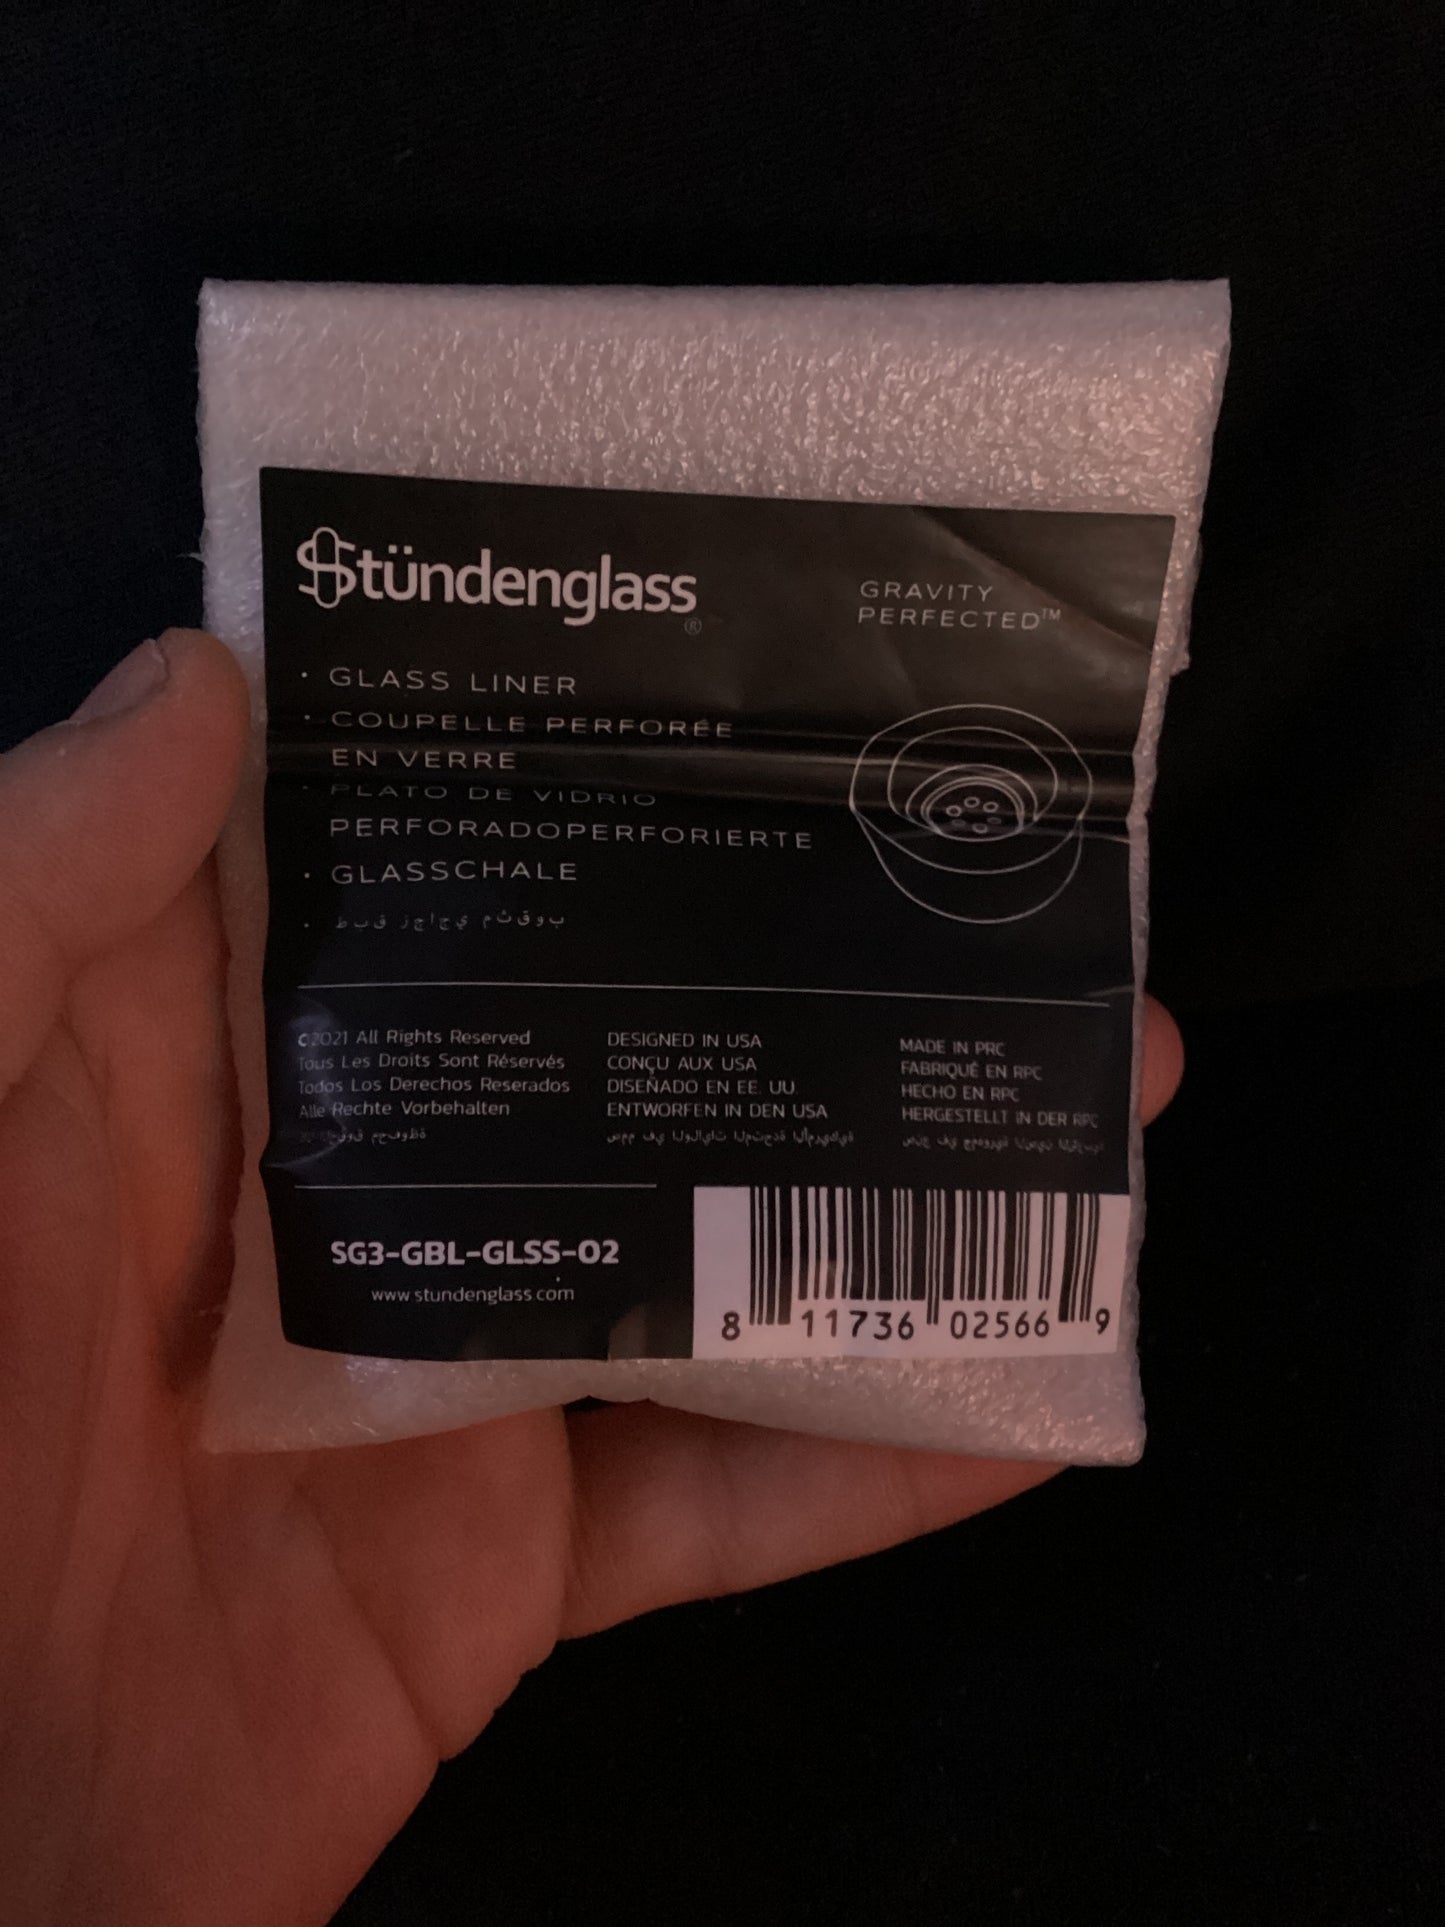 Stündenglass®
GRAVITY
PERFECTED™
· GLASS LINER
· COUPELLE PERFORÉE
EN VERRE
· PLATO DE VIDRIO
PERFORADOPERFORIERTE
· GLASSCHALE
· ط ب ق ز ج ا ج ي م ث ق و ب
©2021 All Rights Reserved
Tous Les Droits Sont Réservés
Todos Los Derechos Reserados
Alle Rechte Vorbehalten
DESIGNED IN USA
CONÇU AUX USA
DISEÑADO EN EE. UU.
ENTWORFEN IN DEN USA
MADE IN PRC
FABRIQUÉ EN RPC
HECHO EN RPC
HERGESTELLT IN DER RPC
SG3-GBL-GLSS-02
www.stundenglass.com
8 11736 02566 9